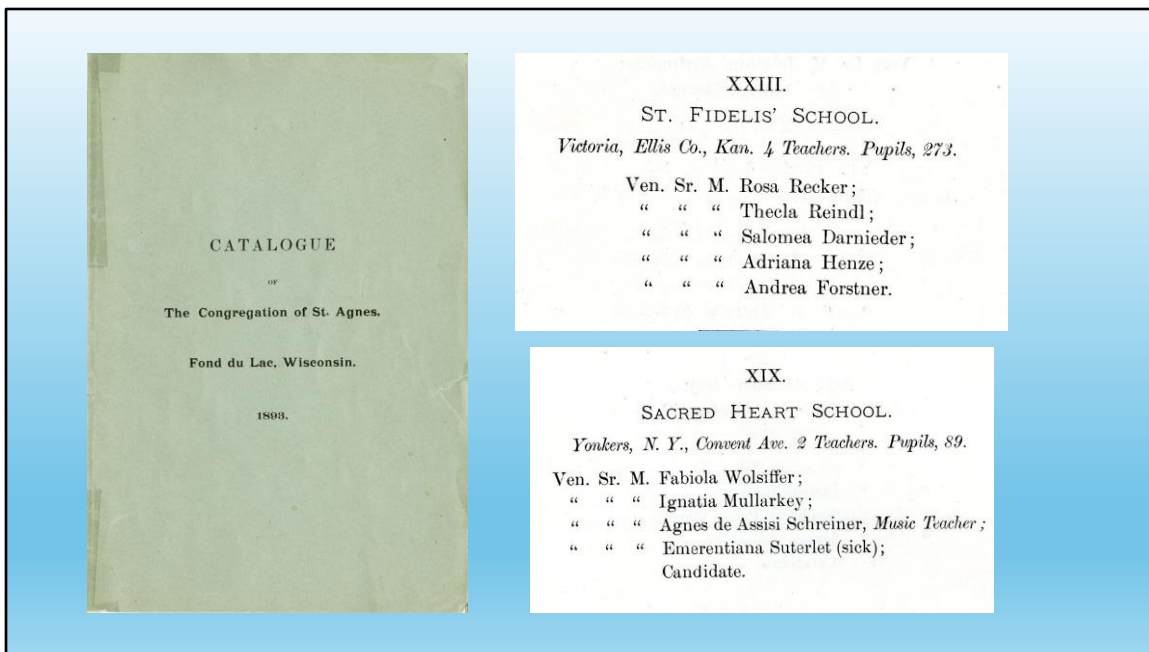 CATALOGUE
OF
The Congregation of St. Agnes.
Fond du Lac, Wisconsin.
1893.
XXIII.
ST. FIDELIS' SCHOOL.
Victoria, Ellis Co., Kan. 4 Teachers. Pupils, 273.
Ven. Sr. M. Rosa Recker;
“ “ “ Thecla Reindl;
“ “ “ Salomea Darnieder;
“ “ “ Adriana Henze;
“ “ “ Andrea Forstner.
XIX.
SACRED HEART SCHOOL.
Yonkers, N. Y., Convent Ave. 2 Teachers. Pupils, 89.
Ven. Sr. M. Fabiola Wolsiffer;
“ “ “ Ignatia Mullarkey;
“ “ “ Agnes de Assisi Schreiner, Music Teacher;
“ “ “ Emerentiana Suterlet (sick);
Candidate.